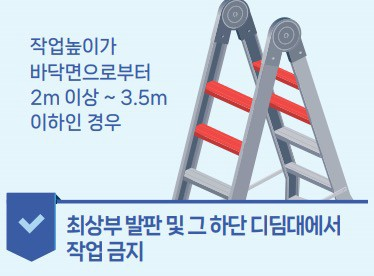 작업높이가
바닥면으로부터
2m 이상 ~ 3.5m
이하인 경우
최상부 발판 및 그 하단 디딤대에서
작업 금지